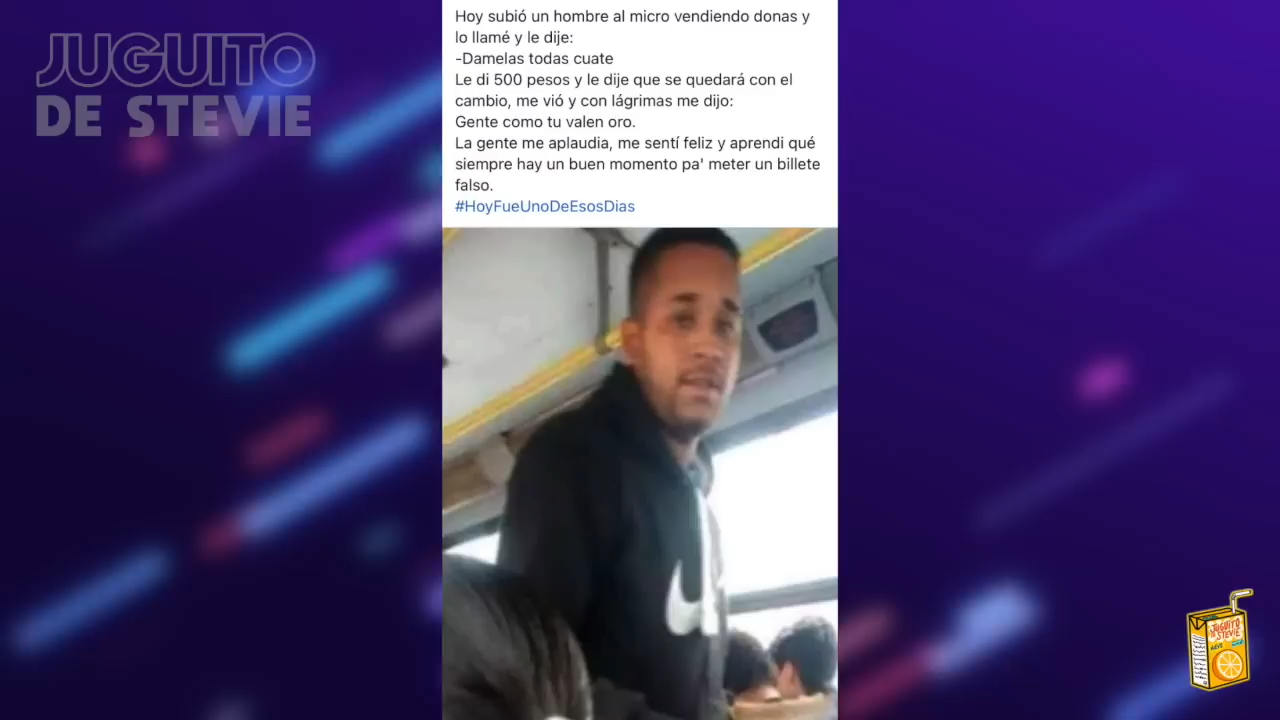 JUGUITO
DE STEVIE
Hoy subió un hombre al micro vendiendo donas y
lo llamé y le dije:
-Damelas todas cuate
Le di 500 pesos y le dije que se quedará con el
cambio, me vió y con lágrimas me dijo:
Gente como tu valen oro.
La gente me aplaudia, me sentí feliz y aprendi qué
siempre hay un buen momento pa' meter un billete
falso.
#HoyFueUnoDeEsosDias
JUGUITO
DE STEVIE